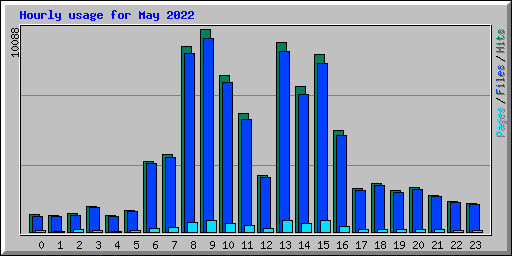 Hourly usage for May 2022
10088
Pages/Files/Hits
0 1 2 3 4 5 6 7 8 9 10 11 12 13 14 15 16 17 18 19 20 21 22 23